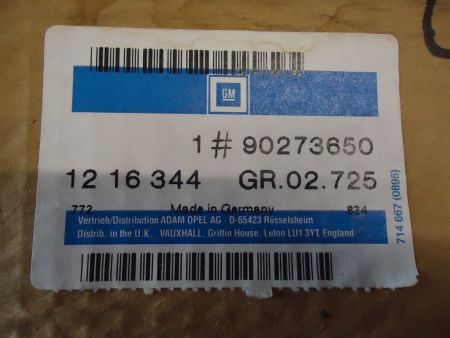 GM
1 # 90273650
12 16 344 GR.02.725
772 Made in Germany 834
Vertrieb/Distribution ADAM OPEL AG - D-65423 Rüsselsheim
Distrib. in the U.K. VAUXHALL, Griffin House, Luton LU1 3YT, England
714 667 (0895)